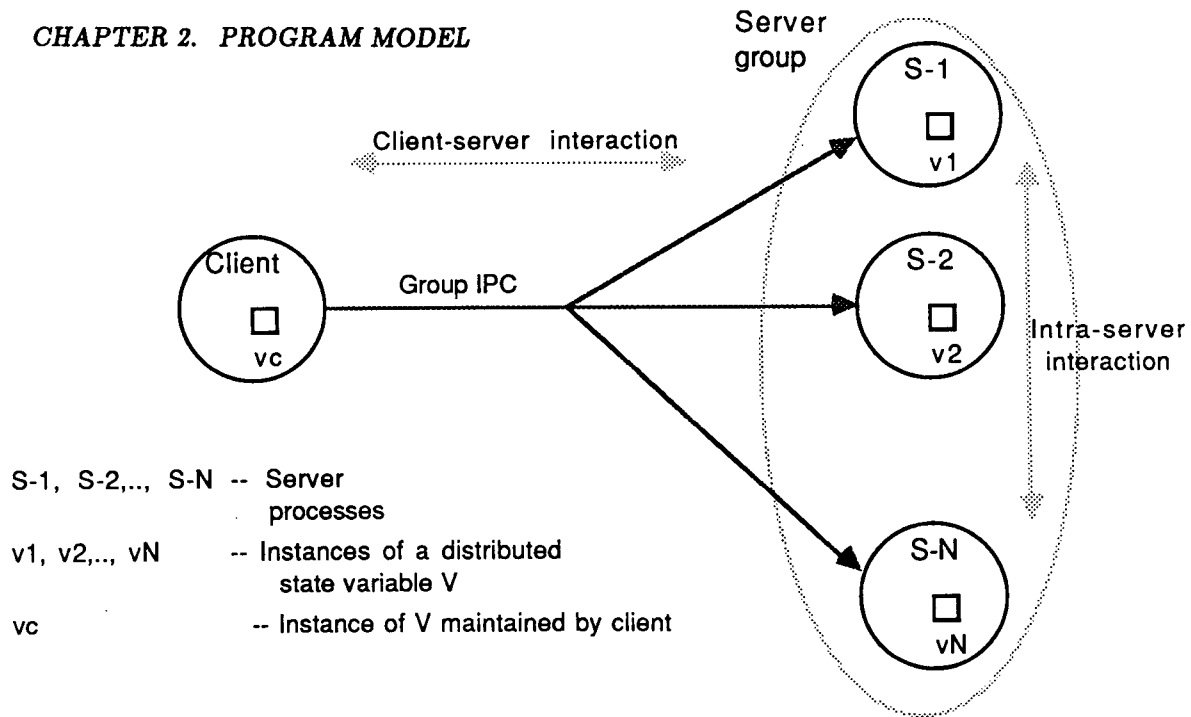 CHAPTER 2. PROGRAM MODEL
Server
group
S-1
v1
Client-server interaction
Client
vc
Group IPC
S-2
v2
Intra-server
interaction
S-N
vN
S-1, S-2,.., S-N -- Server
processes
v1, v2,.., vN -- Instances of a distributed
state variable V
vc -- Instance of V maintained by client